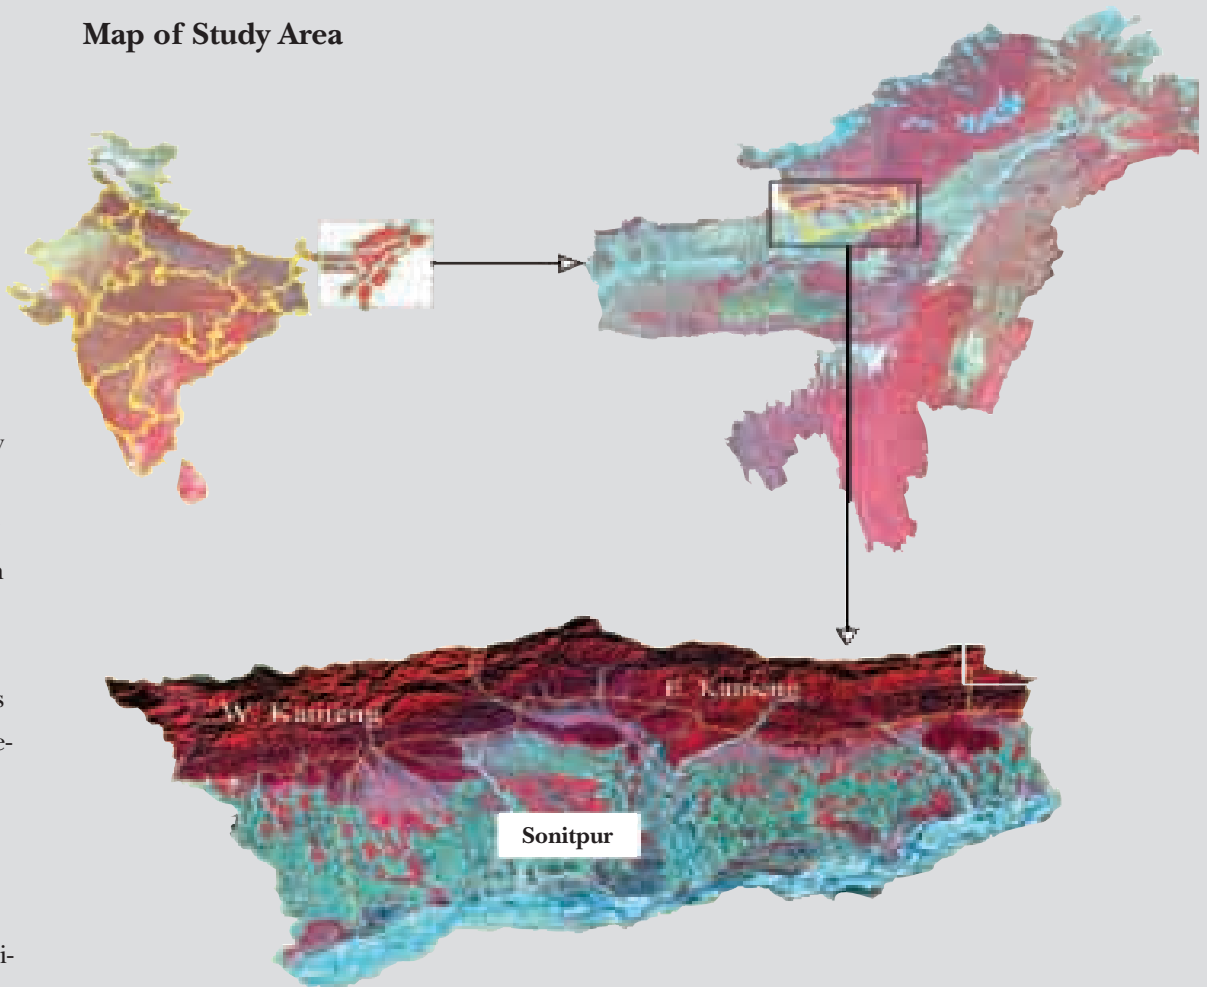 Map of Study Area
W. Kameng
E. Kameng
Sonitpur
s
e-
i-